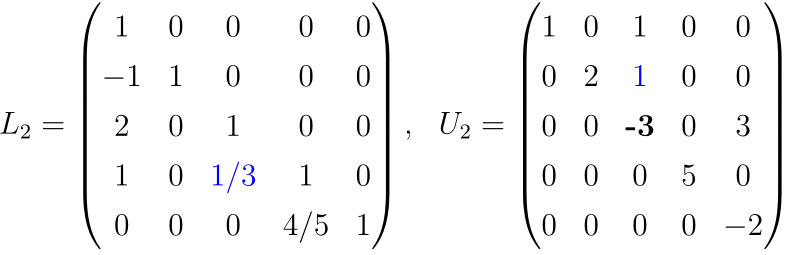 1 0 0 0 0 1 0 1 0 0
−1 1 0 0 0 0 2 1 0 0
L₂ = 2 0 1 0 0 , U₂ = 0 0 -3 0 3
1 0 1/3 1 0 0 0 0 5 0
0 0 0 4/5 1 0 0 0 0 −2